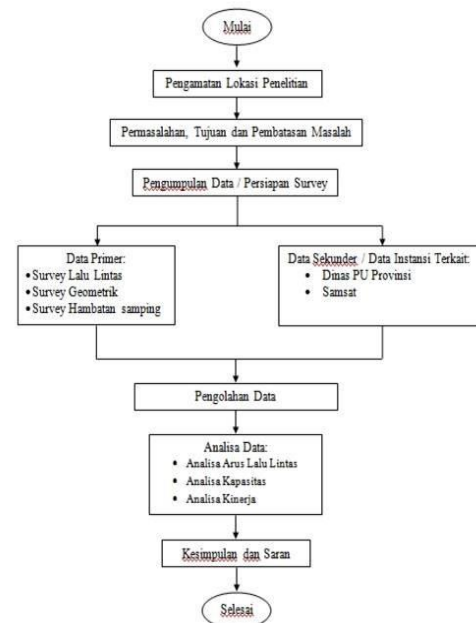 Mulai
Pengamatan Lokasi Penelitian
Permasalahan, Tujuan dan Pembatasan Masalah
Pengumpulan Data / Persiapan Survey
Data Primer:
• Survey Lalu Lintas
• Survey Geometrik
• Survey Hambatan samping
Data Sekunder / Data Instansi Terkait:
• Dinas PU Provinsi
• Samsat
Pengolahan Data
Analisa Data:
• Analisa Arus Lalu Lintas
• Analisa Kapasitas
• Analisa Kinerja
Kesimpulan dan Saran
Selesai